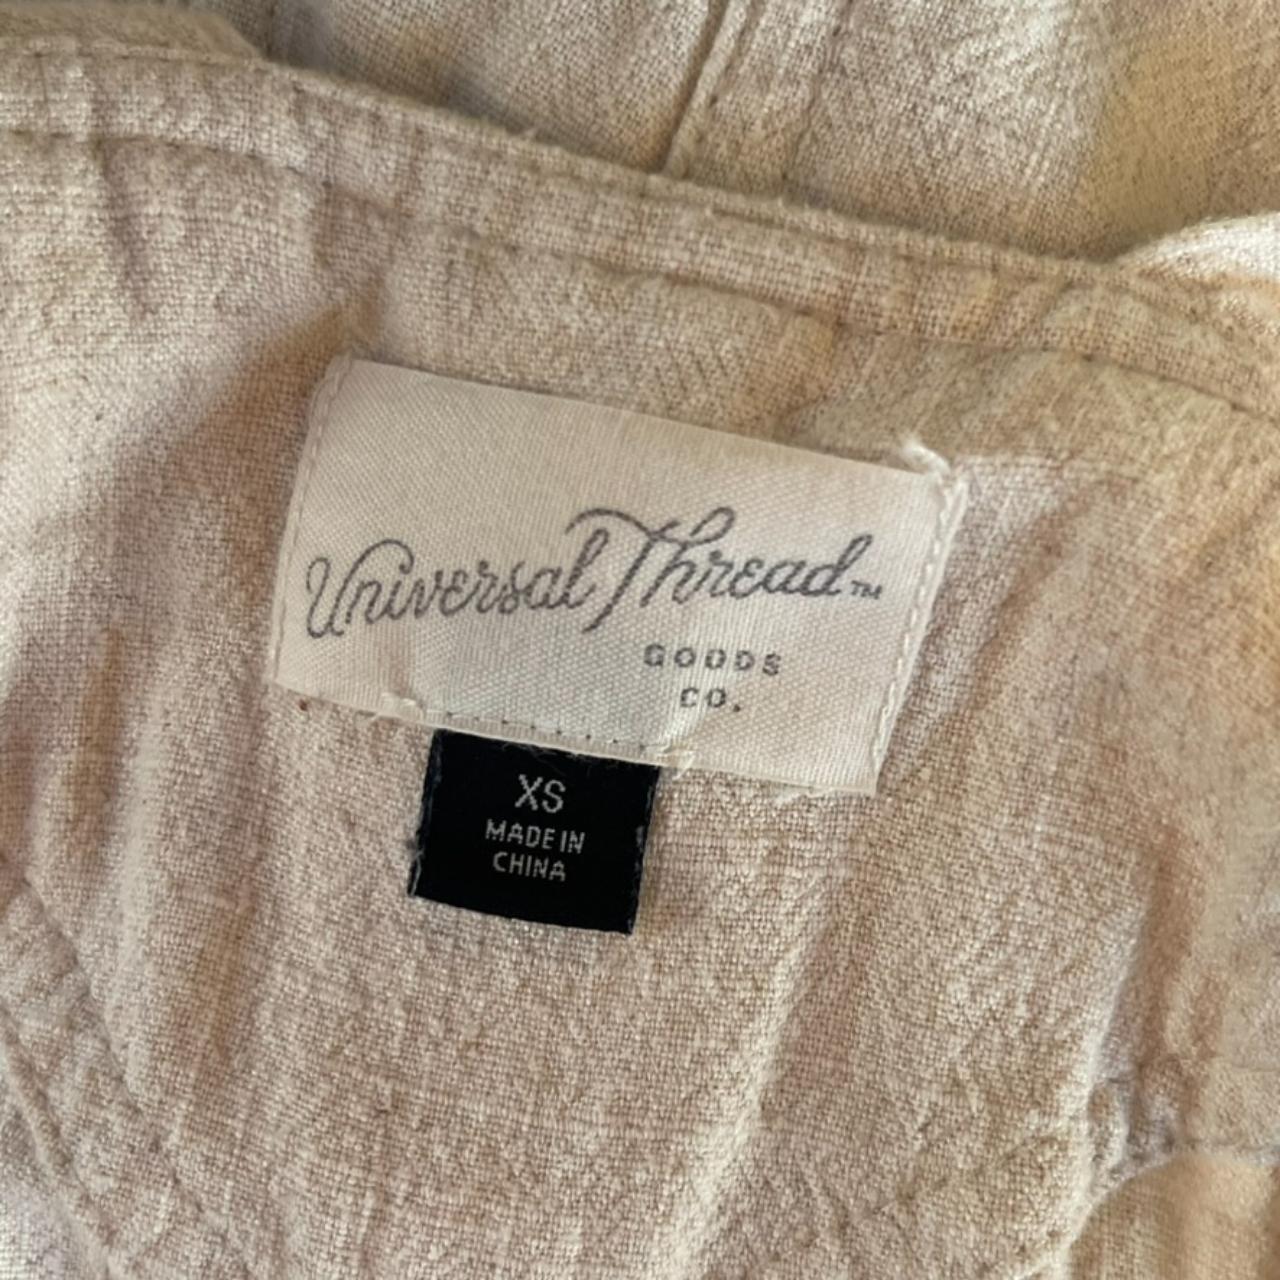 Universal Thread™
GOODS
CO.
XS
MADE IN
CHINA